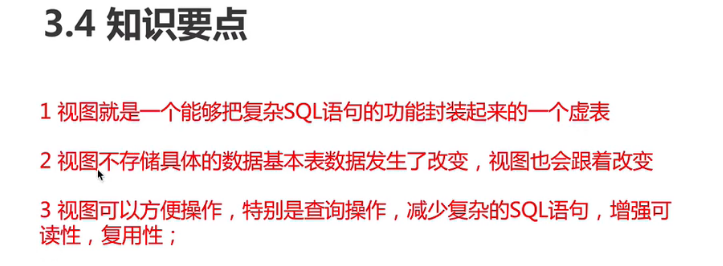 3.4 知识要点
1 视图就是一个能够把复杂SQL语句的功能封装起来的一个虚表
2 视图不存储具体的数据基本表数据发生了改变，视图也会跟着改变
3 视图可以方便操作，特别是查询操作，减少复杂的SQL语句，增强可
读性，复用性；